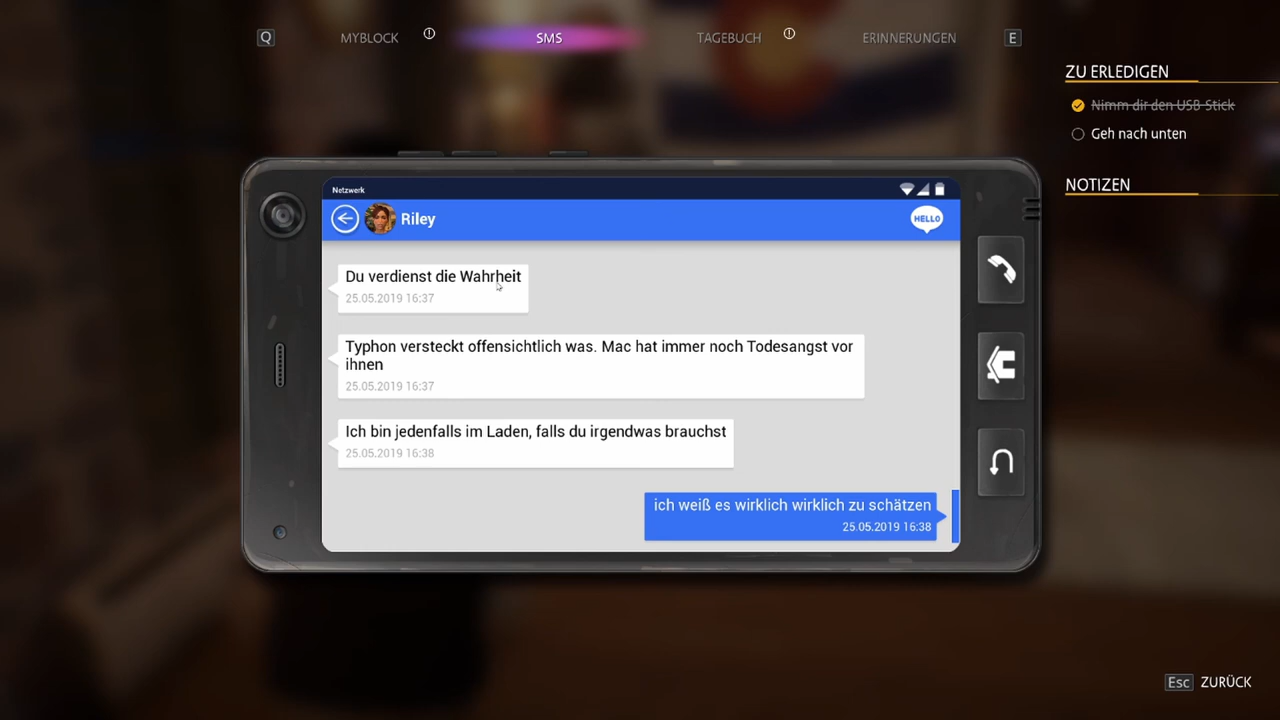 Q
MYBLOCK
SMS
TAGEBUCH
ERINNERUNGEN
E
ZU ERLEDIGEN
Nimm dir den USB-Stick
Geh nach unten
NOTIZEN
Netzwerk
Riley
HELLO
Du verdienst die Wahrheit
25.05.2019 16:37
Typhon versteckt offensichtlich was. Mac hat immer noch Todesangst vor
ihnen
25.05.2019 16:37
Ich bin jedenfalls im Laden, falls du irgendwas brauchst
25.05.2019 16:38
ich weiß es wirklich wirklich zu schätzen
25.05.2019 16:38
Esc ZURÜCK